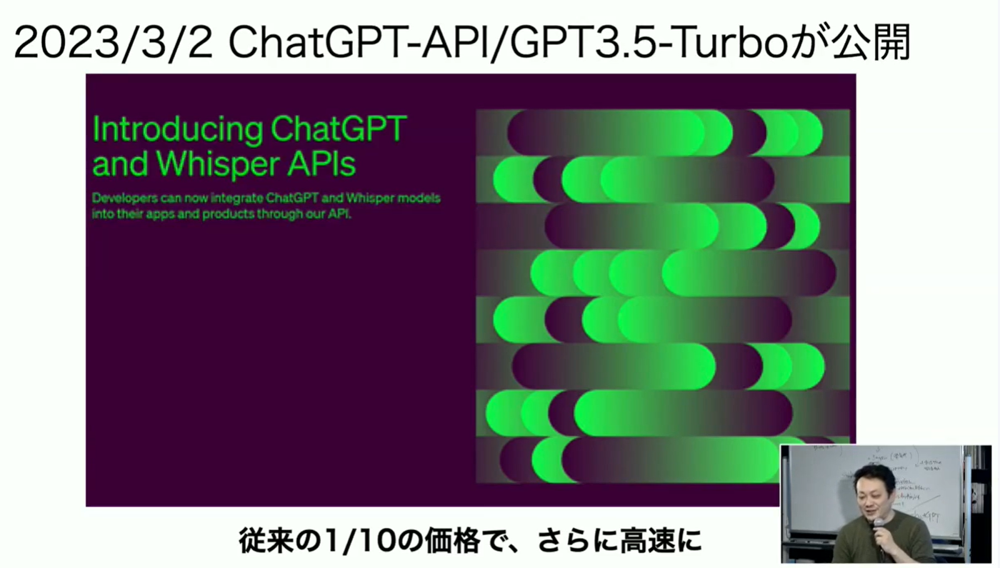 2023/3/2 ChatGPT-API/GPT3.5-Turboが公開
Introducing ChatGPT
and Whisper APIs
Developers can now integrate ChatGPT and Whisper models
into their apps and products through our API.
従来の1/10の価格で、さらに高速に